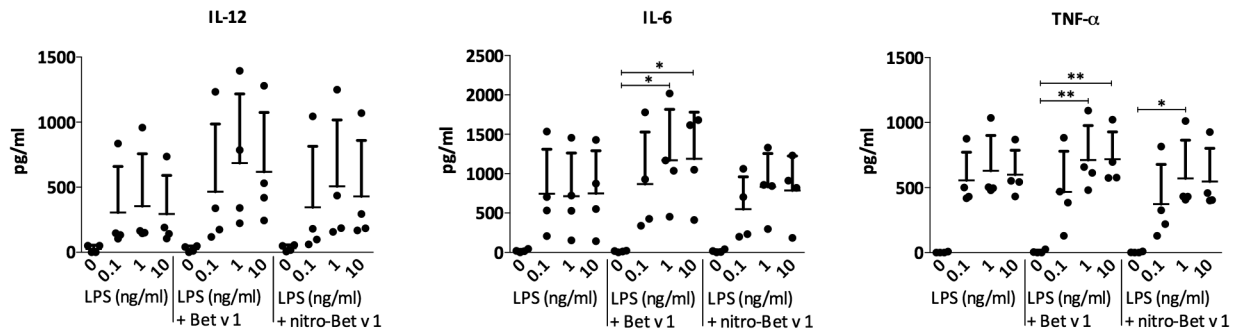 IL-12
pg/ml
1500
1000
500
0
0 0.1 1 10 0 0.1 1 10 0 0.1 1 10
LPS (ng/ml) LPS (ng/ml) LPS (ng/ml)
+ Bet v 1 + nitro-Bet v 1
IL-6
pg/ml
2500
2000
1500
1000
500
0
*
*
0 0.1 1 10 0 0.1 1 10 0 0.1 1 10
LPS (ng/ml) LPS (ng/ml) LPS (ng/ml)
+ Bet v 1 + nitro-Bet v 1
TNF-α
pg/ml
1500
1000
500
0
**
** *
0 0.1 1 10 0 0.1 1 10 0 0.1 1 10
LPS (ng/ml) LPS (ng/ml) LPS (ng/ml)
+ Bet v 1 + nitro-Bet v 1